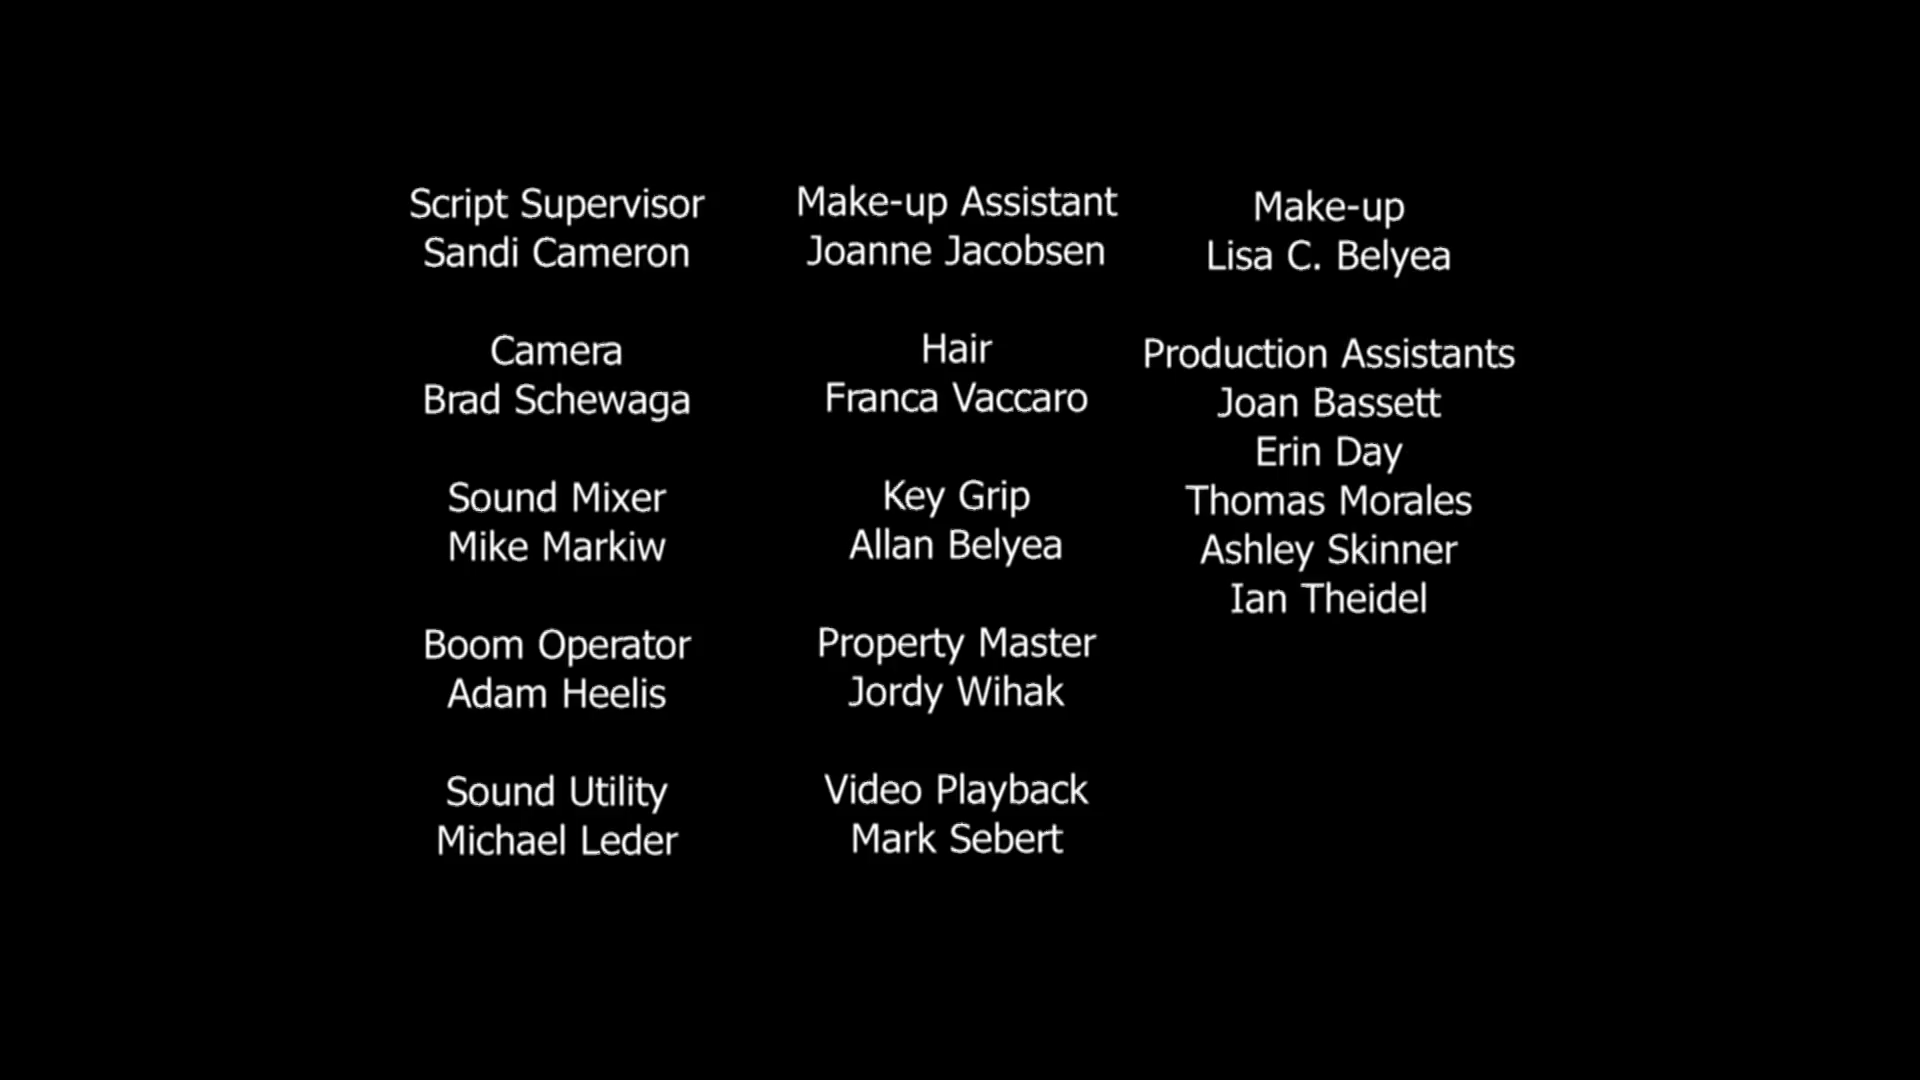 Script Supervisor
Sandi Cameron
Camera
Brad Schewaga
Sound Mixer
Mike Markiw
Boom Operator
Adam Heelis
Sound Utility
Michael Leder
Make-up Assistant
Joanne Jacobsen
Hair
Franca Vaccaro
Key Grip
Allan Belyea
Property Master
Jordy Wihak
Video Playback
Mark Sebert
Make-up
Lisa C. Belyea
Production Assistants
Joan Bassett
Erin Day
Thomas Morales
Ashley Skinner
Ian Theidel